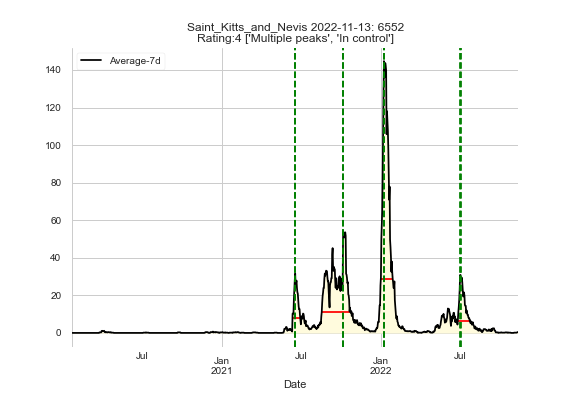 Saint_Kitts_and_Nevis 2022-11-13: 6552
Rating:4 ['Multiple peaks', 'In control']
Average-7d
140
120
100
80
60
40
20
0
Jul
Jan
2021
Jul
Jan
2022
Jul
Date